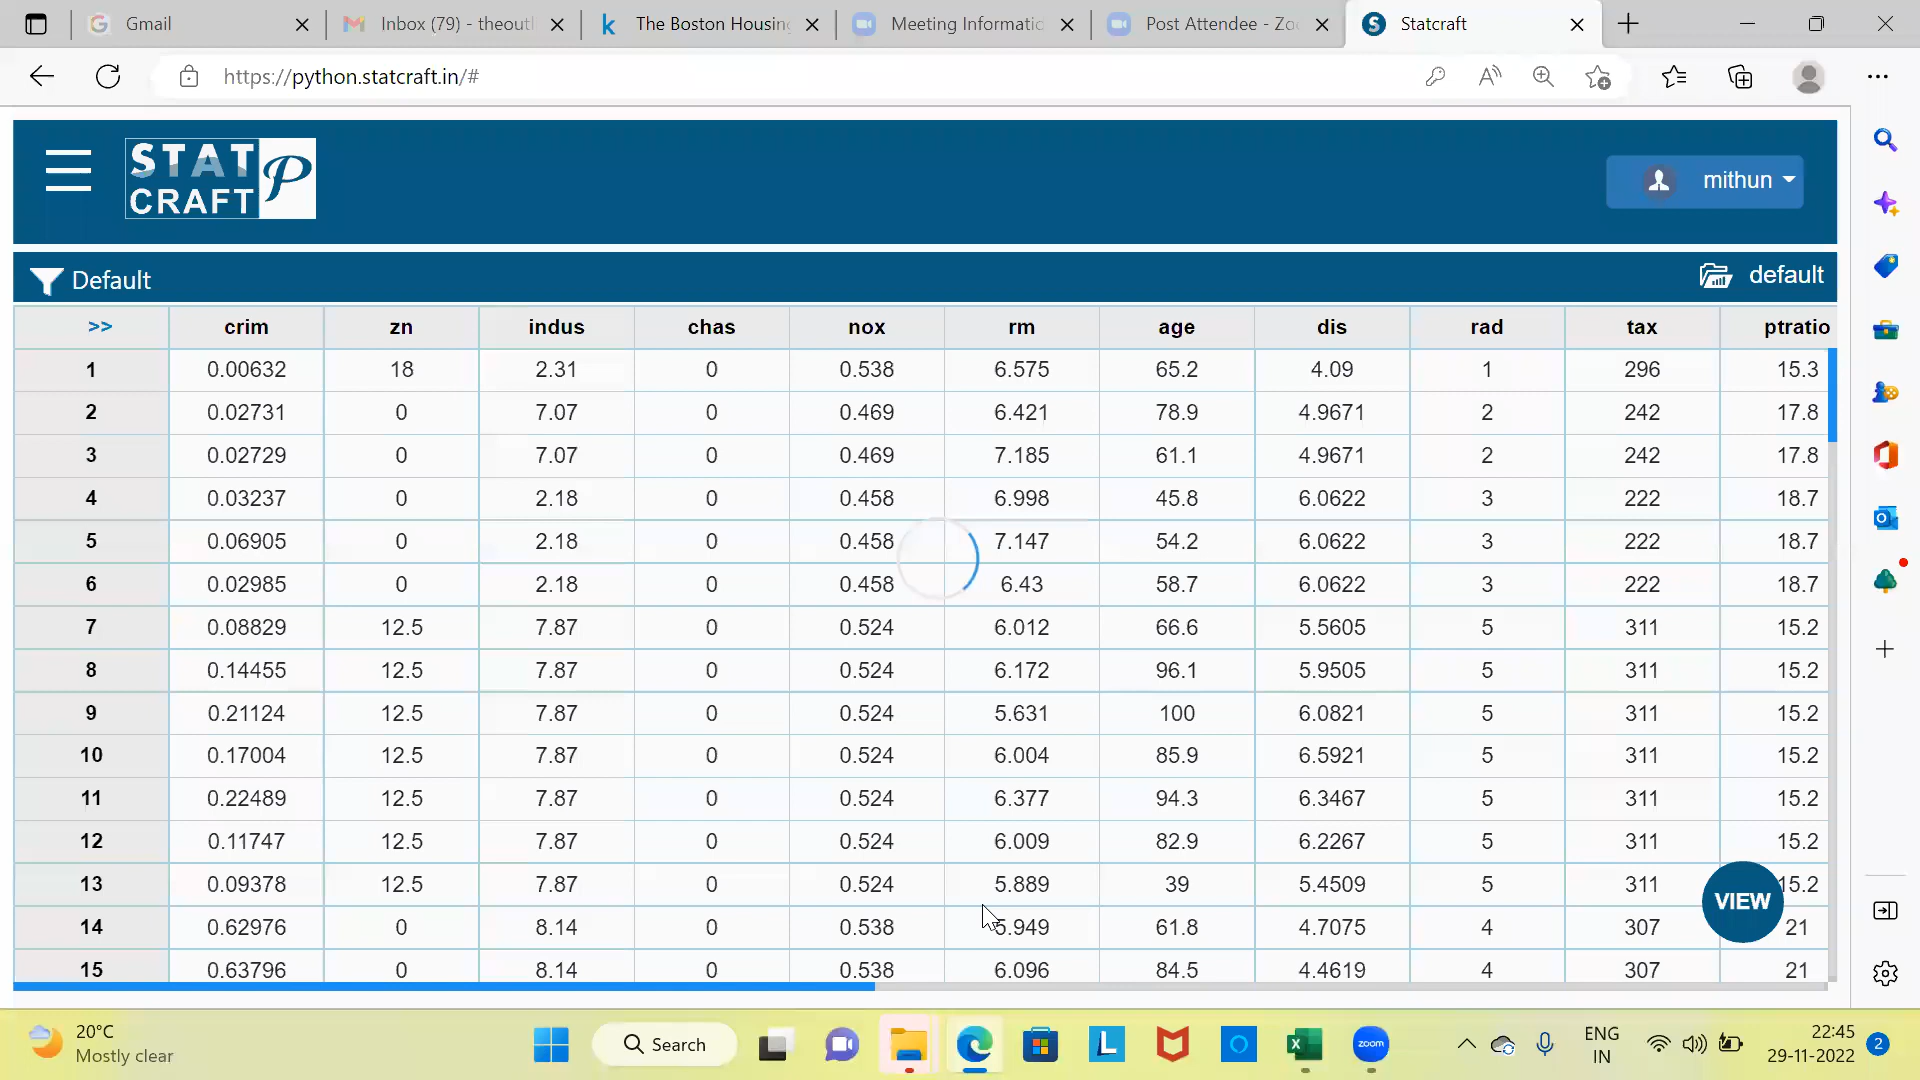 Gmail
Inbox (79) - theoutl
The Boston Housing
Meeting Informatio
Post Attendee - Zoo
Statcraft
https://python.statcraft.in/#
STAT
CRAFT P
mithun
Default
default
>> crim zn indus chas nox rm age dis rad tax ptratio
1 0.00632 18 2.31 0 0.538 6.575 65.2 4.09 1 296 15.3
2 0.02731 0 7.07 0 0.469 6.421 78.9 4.9671 2 242 17.8
3 0.02729 0 7.07 0 0.469 7.185 61.1 4.9671 2 242 17.8
4 0.03237 0 2.18 0 0.458 6.998 45.8 6.0622 3 222 18.7
5 0.06905 0 2.18 0 0.458 7.147 54.2 6.0622 3 222 18.7
6 0.02985 0 2.18 0 0.458 6.43 58.7 6.0622 3 222 18.7
7 0.08829 12.5 7.87 0 0.524 6.012 66.6 5.5605 5 311 15.2
8 0.14455 12.5 7.87 0 0.524 6.172 96.1 5.9505 5 311 15.2
9 0.21124 12.5 7.87 0 0.524 5.631 100 6.0821 5 311 15.2
10 0.17004 12.5 7.87 0 0.524 6.004 85.9 6.5921 5 311 15.2
11 0.22489 12.5 7.87 0 0.524 6.377 94.3 6.3467 5 311 15.2
12 0.11747 12.5 7.87 0 0.524 6.009 82.9 6.2267 5 311 15.2
13 0.09378 12.5 7.87 0 0.524 5.889 39 5.4509 5 311 15.2
14 0.62976 0 8.14 0 0.538 5.949 61.8 4.7075 4 307 21
15 0.63796 0 8.14 0 0.538 6.096 84.5 4.4619 4 307 21
VIEW
20°C
Mostly clear
Search
zoom
ENG
IN
22:45
29-11-2022
2